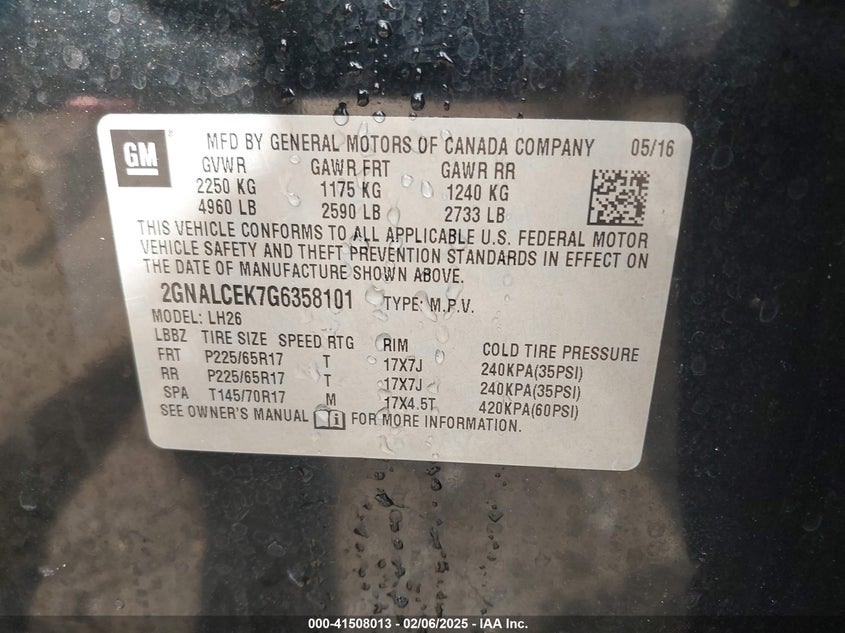 GM ® MFD BY GENERAL MOTORS OF CANADA COMPANY 05/16
GVWR GAWR FRT GAWR RR
2250 KG 1175 KG 1240 KG
4960 LB 2590 LB 2733 LB
THIS VEHICLE CONFORMS TO ALL APPLICABLE U.S. FEDERAL MOTOR
VEHICLE SAFETY AND THEFT PREVENTION STANDARDS IN EFFECT ON
THE DATE OF MANUFACTURE SHOWN ABOVE.
2GNALCEK7G6358101 TYPE: M.P.V.
MODEL: LH26
LBBZ TIRE SIZE SPEED RTG RIM COLD TIRE PRESSURE
FRT P225/65R17 T 17X7J 240KPA(35PSI)
RR P225/65R17 T 17X7J 240KPA(35PSI)
SPA T145/70R17 M 17X4.5T 420KPA(60PSI)
SEE OWNER'S MANUAL i FOR MORE INFORMATION.
000-41508013 - 02/06/2025 - IAA Inc.